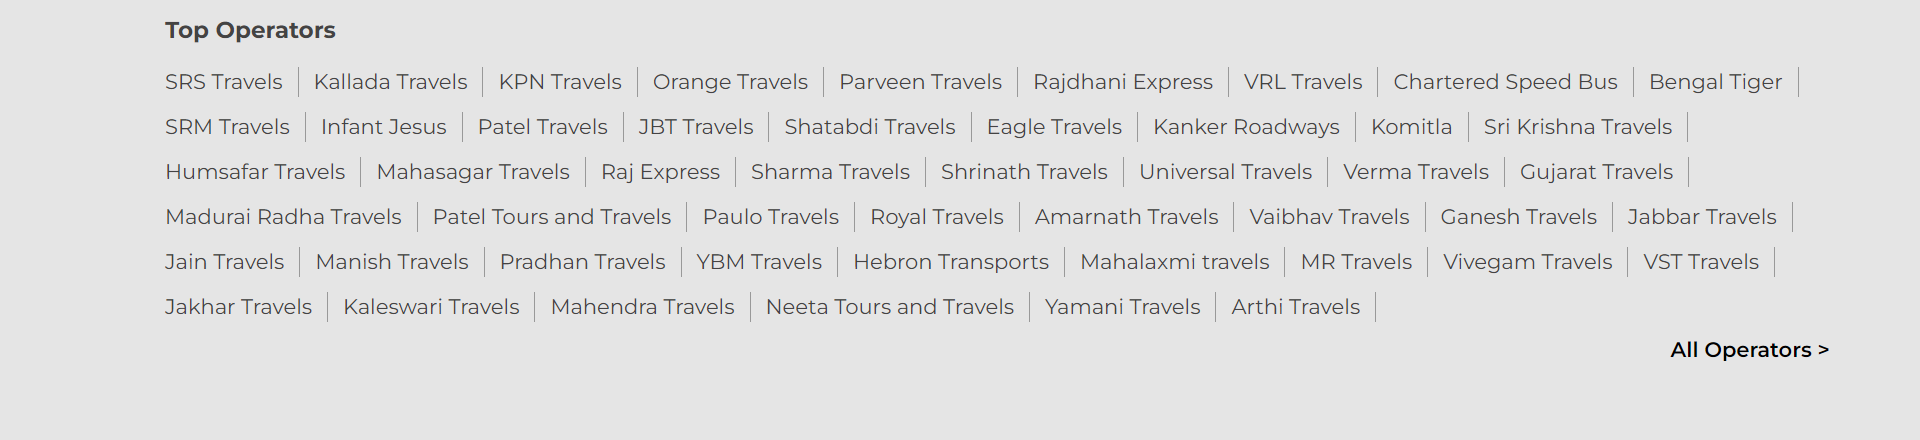 Top Operators
SRS Travels | Kallada Travels | KPN Travels | Orange Travels | Parveen Travels | Rajdhani Express | VRL Travels | Chartered Speed Bus | Bengal Tiger |
SRM Travels | Infant Jesus | Patel Travels | JBT Travels | Shatabdi Travels | Eagle Travels | Kanker Roadways | Komitla | Sri Krishna Travels |
Humsafar Travels | Mahasagar Travels | Raj Express | Sharma Travels | Shrinath Travels | Universal Travels | Verma Travels | Gujarat Travels |
Madurai Radha Travels | Patel Tours and Travels | Paulo Travels | Royal Travels | Amarnath Travels | Vaibhav Travels | Ganesh Travels | Jabbar Travels |
Jain Travels | Manish Travels | Pradhan Travels | YBM Travels | Hebron Transports | Mahalaxmi travels | MR Travels | Vivegam Travels | VST Travels |
Jakhar Travels | Kaleswari Travels | Mahendra Travels | Neeta Tours and Travels | Yamani Travels | Arthi Travels |
All Operators >